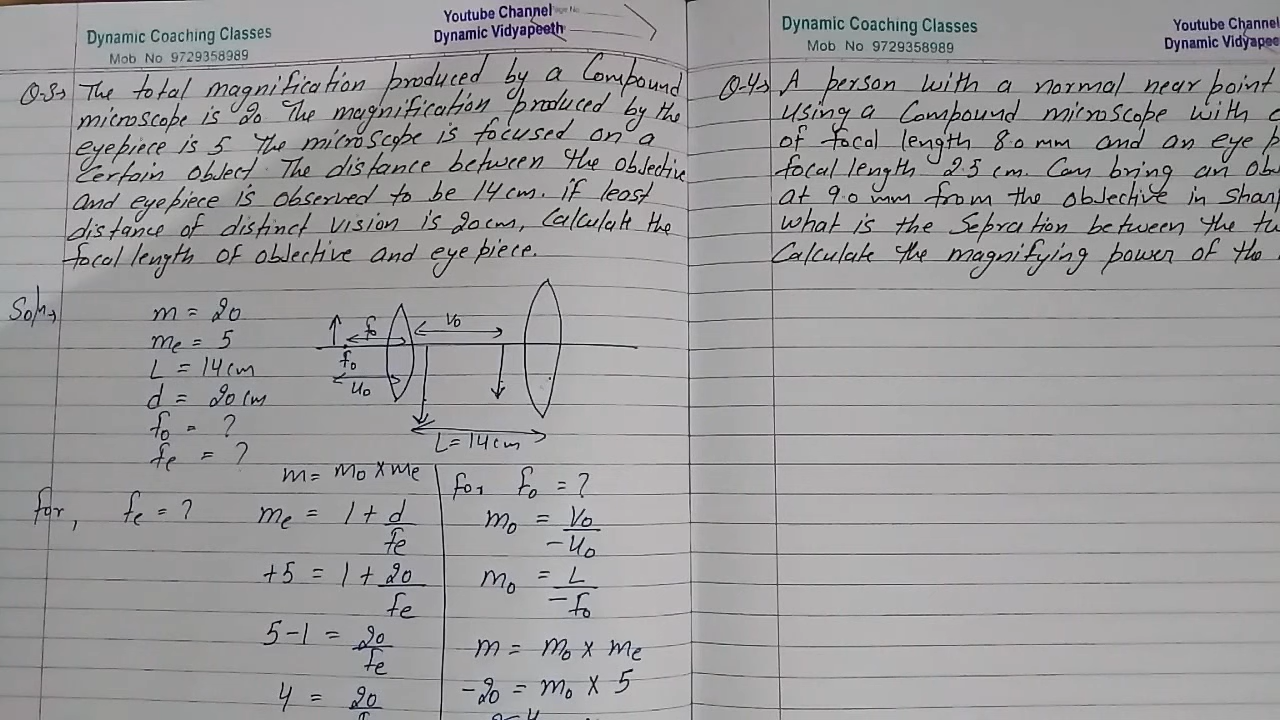 Dynamic Coaching Classes
Mob No 9729358989
Youtube Channel
Dynamic Vidyapeeth
Q-3→ The total magnification produced by a Compound
microscope is 20 The magnification produced by the
eyepiece is 5 The microscope is focused on a
Certain object The distance between the objective
and eyepiece is observed to be 14cm. if least
distance of distinct vision is 20cm, Calculate the
focal length of objective and eyepiece.
Soln→
m = 20
me = 5
L = 14cm
d = 20cm
fo = ?
fe = ?
fo
Vo
fo
uo
L=14cm
m = mo x me
for, fe = ?
me = 1 + d/fe
+5 = 1 + 20/fe
5-1 = 20/fe
4 = 20
for fo = ?
mo = Vo/-uo
mo = L/-fo
m = mo x me
-20 = mo x 5
Dynamic Coaching Classes
Mob No 9729358989
Youtube Channel
Dynamic Vidyapee
Q-4→ A person with a normal near point
Using a Compound microscope with
of focal length 8.0 mm and an eye p
focal length 2.5 cm. Can bring an ob
at 9.0 mm from the objective in Sharp
what is the Sepration between the
Calculate the magnifying power of the